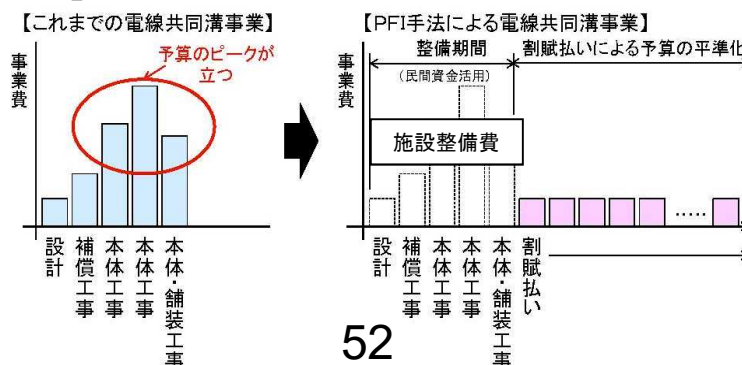 【これまでの電線共同溝事業】
予算のピークが
立つ
事業費
設計
補償工事
本体工事
本体工事
本体・舗装工事
【PFI手法による電線共同溝事業】
整備期間
割賦払いによる予算の平準化
(民間資金活用)
事業費
施設整備費
.....
設計
補償工事
本体工事
本体工事
本体・舗装工事
割賦払い
52